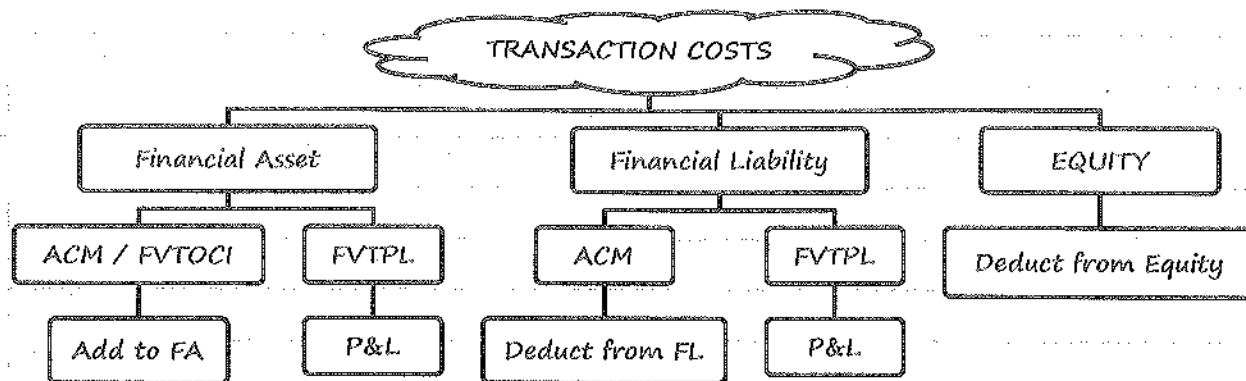 TRANSACTION COSTS
Financial Asset
Financial Liability
EQUITY
ACM / FVTOCI
FVTPL
ACM
FVTPL
Deduct from Equity
Add to FA
P&L
Deduct from FL
P&L